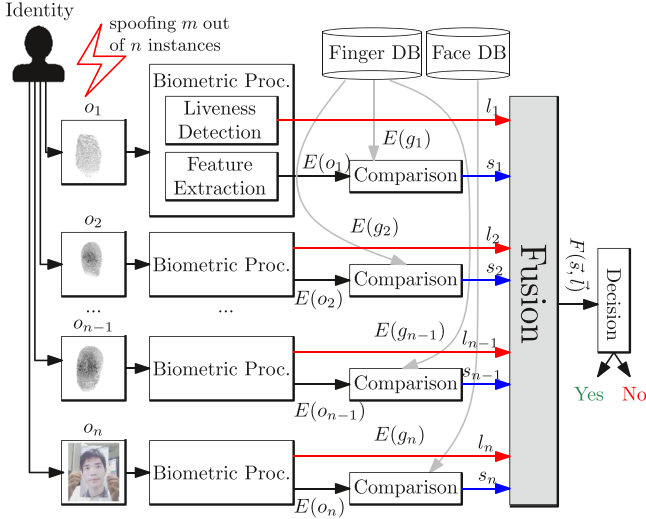 Identity
spoofing m out
of n instances
Finger DB
Face DB
o₁
Biometric Proc.
Liveness
Detection
Feature
Extraction
E(o₁)
E(g₁)
Comparison
l₁
s₁
o₂
Biometric Proc.
E(g₂)
E(o₂)
Comparison
l₂
s₂
...
...
oₙ₋₁
Biometric Proc.
E(gₙ₋₁)
E(oₙ₋₁)
Comparison
lₙ₋₁
sₙ₋₁
oₙ
Biometric Proc.
E(gₙ)
E(oₙ)
Comparison
lₙ
sₙ
Fusion
F(s⃗,l⃗)
Decision
Yes
No